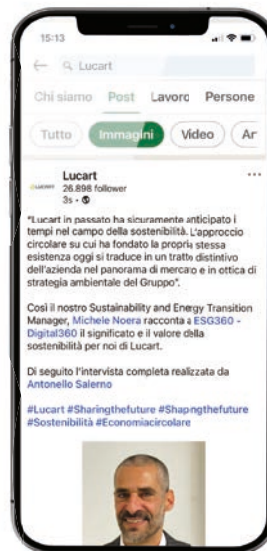 15:13
Lucart
Chi siamo Post Lavoro Persone
Tutto Immagini Video Ar
Lucart
26.898 follower
3s •
"Lucart in passato ha sicuramente anticipato i
tempi nel campo della sostenibilità. L'approccio
circolare su cui ha fondato la propria stessa
esistenza oggi si traduce in un tratto distintivo
dell'azienda nel panorama di mercato e in ottica di
strategia ambientale del Gruppo".
Così il nostro Sustainability and Energy Transition
Manager, Michele Noera racconta a ESG360 -
Digital360 il significato e il valore della
sostenibilità per noi di Lucart.
Di seguito l'intervista completa realizzata da
Antonello Salerno
#Lucart #Sharingthefuture #Shapngthefuture
#Sostenibilità #Economiacircolare